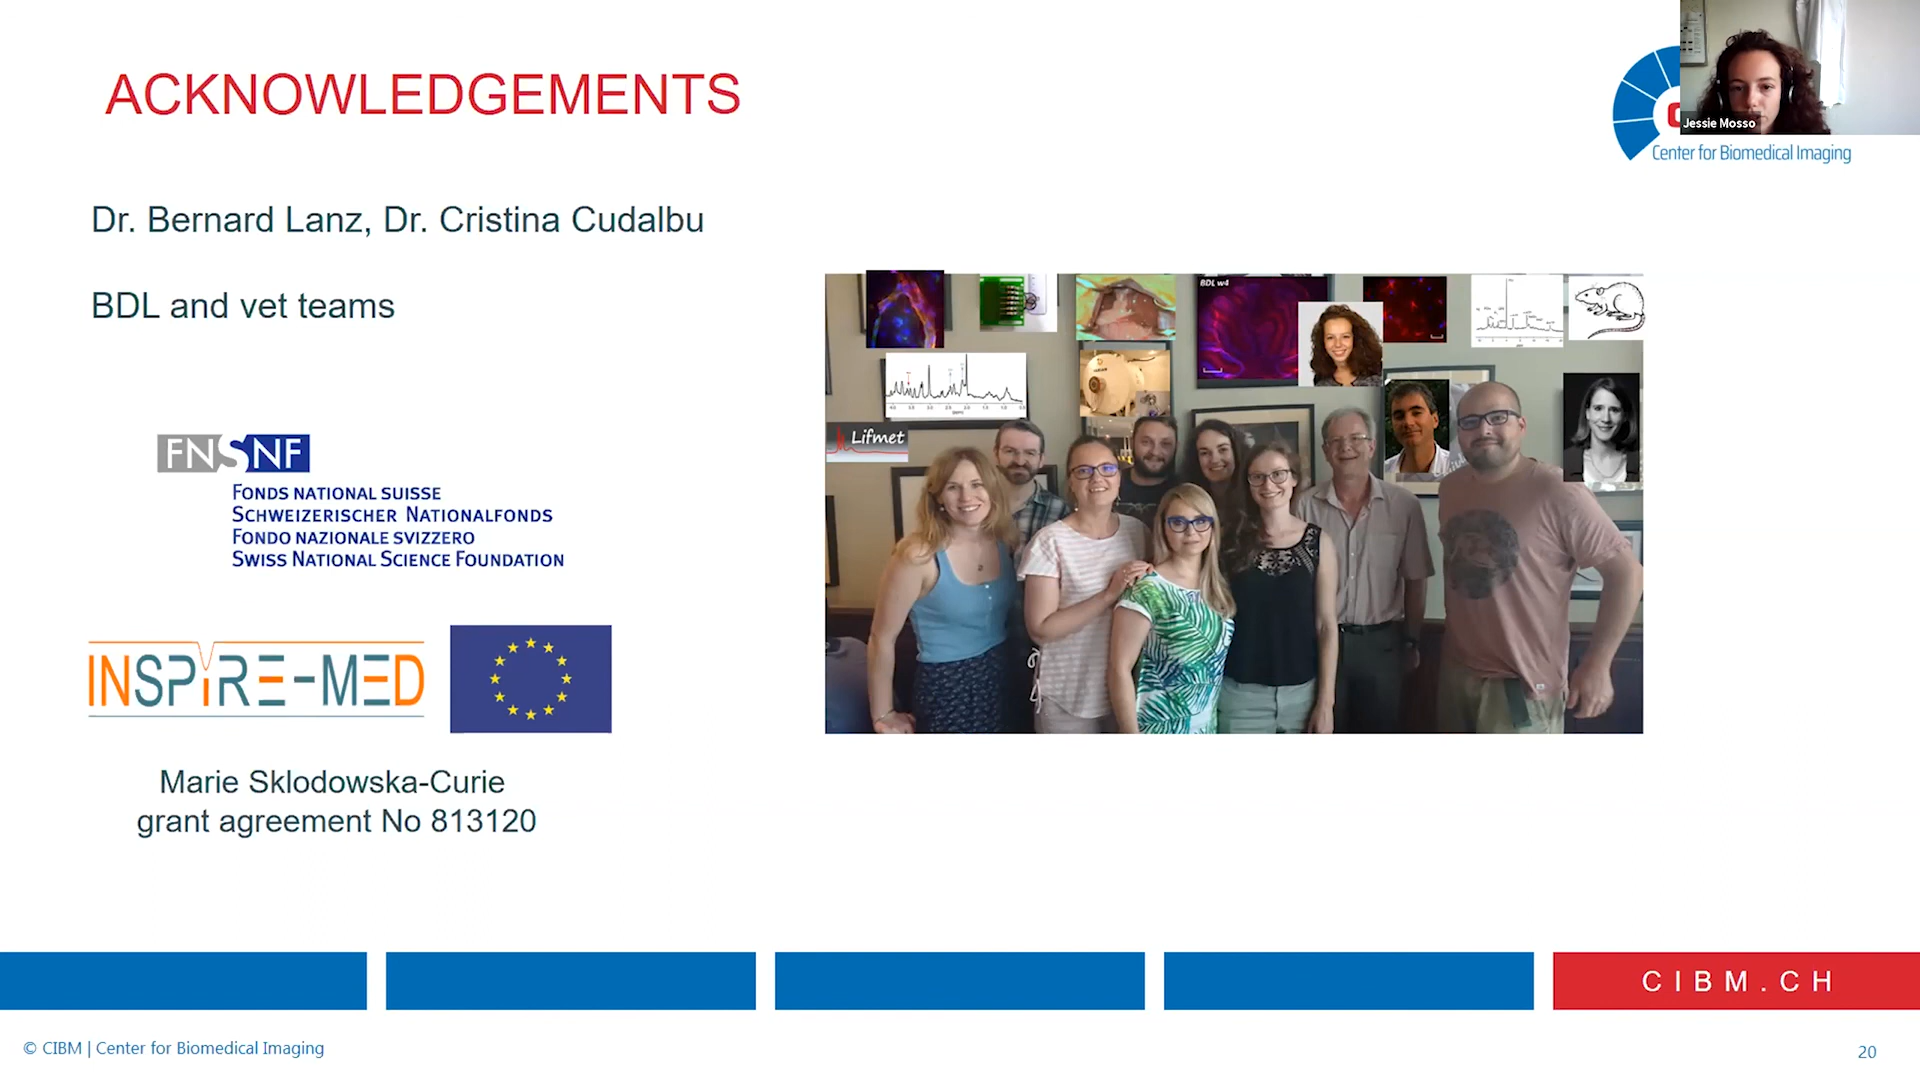 ACKNOWLEDGEMENTS
Jessie Mosso
Center for Biomedical Imaging
Dr. Bernard Lanz, Dr. Cristina Cudalbu
BDL and vet teams
BDL w4
Lifmet
FNSNF
FONDS NATIONAL SUISSE
SCHWEIZERISCHER NATIONALFONDS
FONDO NAZIONALE SVIZZERO
SWISS NATIONAL SCIENCE FOUNDATION
INSPIRE-MED
Marie Sklodowska-Curie
grant agreement No 813120
CIBM.CH
© CIBM | Center for Biomedical Imaging
20